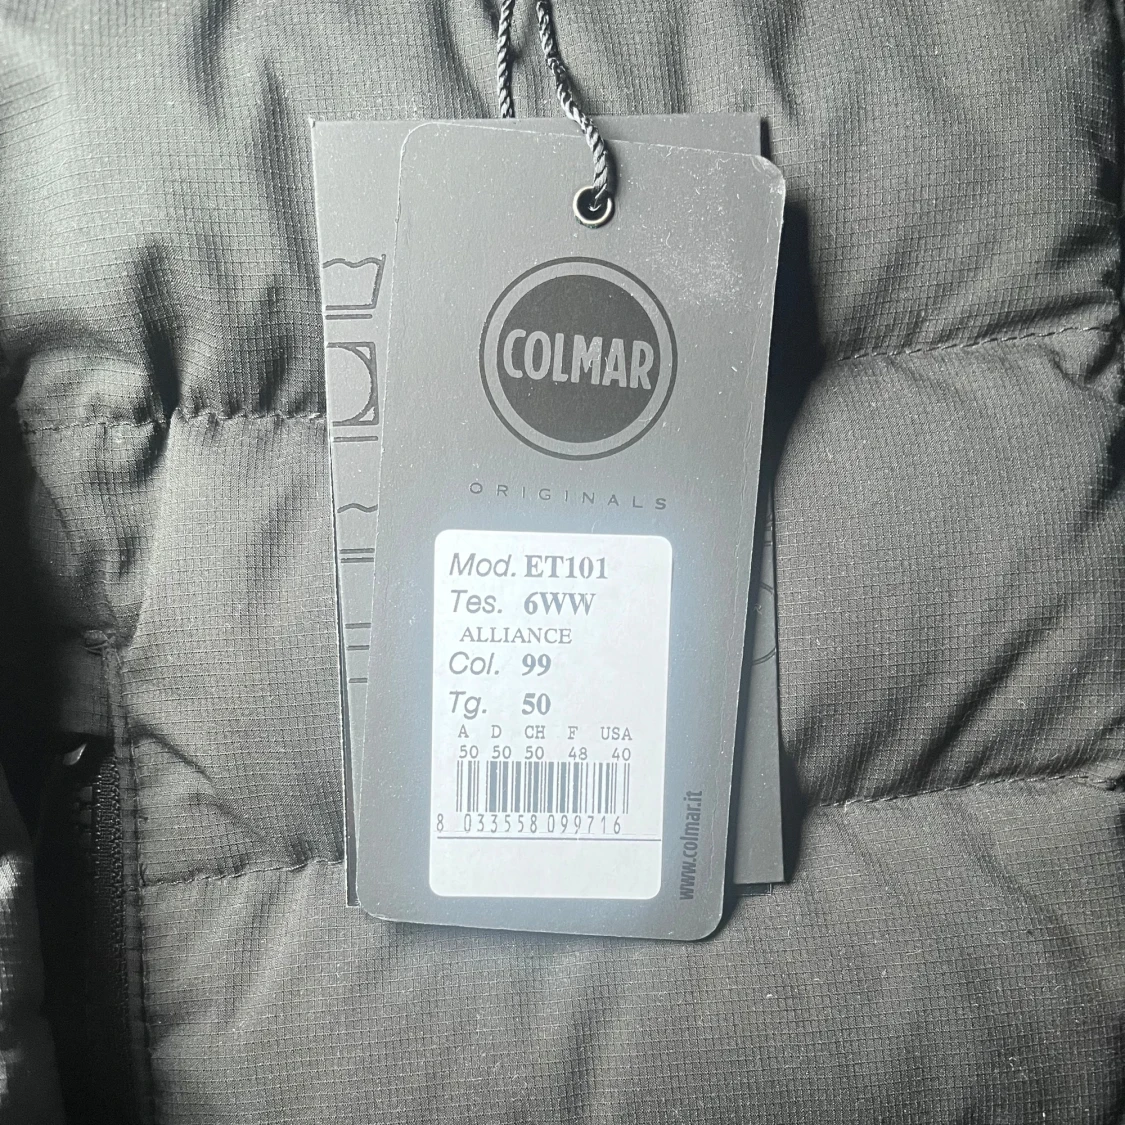 COLMAR
ORIGINALS
Mod. ET101
Tes. 6WW
ALLIANCE
Col. 99
Tg. 50
A D CH F USA
50 50 50 48 40
8 033558 099716
www.colmar.it